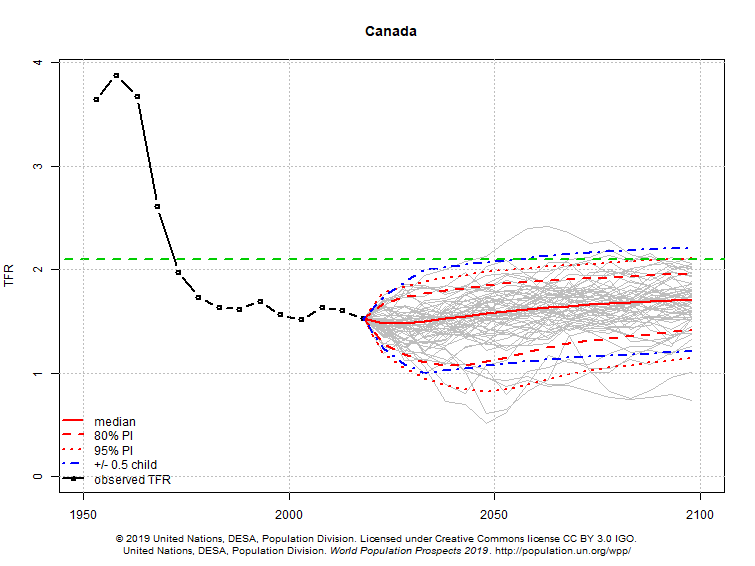 Canada
TFR
4
3
2
1
0
median
80% PI
95% PI
+/- 0.5 child
observed TFR
1950 2000 2050 2100
© 2019 United Nations, DESA, Population Division. Licensed under Creative Commons license CC BY 3.0 IGO.
United Nations, DESA, Population Division. World Population Prospects 2019. http://population.un.org/wpp/